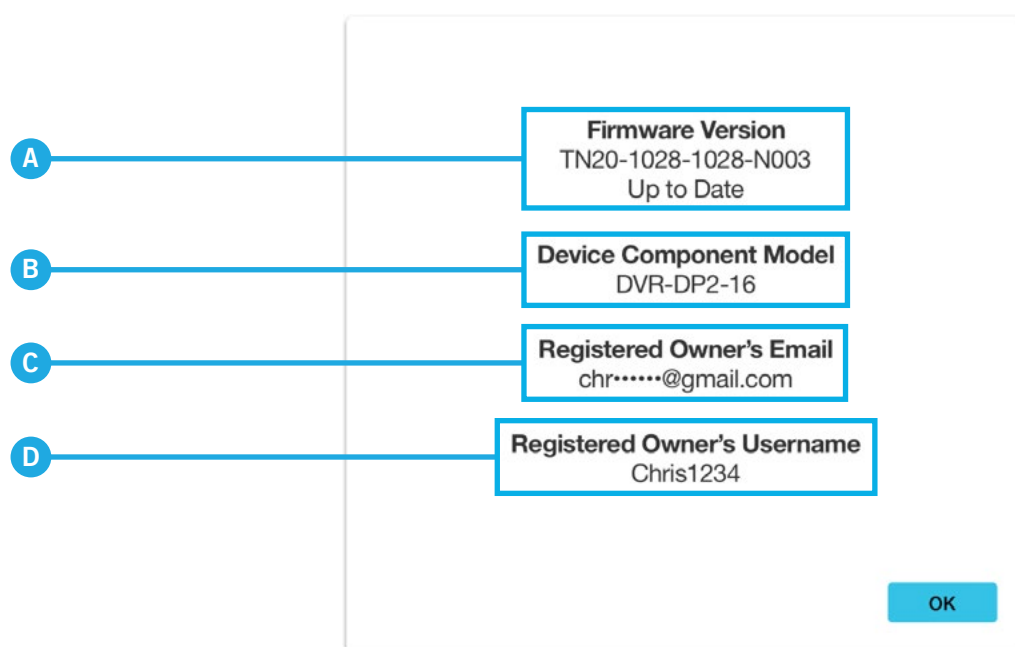 A
Firmware Version
TN20-1028-1028-N003
Up to Date
B
Device Component Model
DVR-DP2-16
C
Registered Owner's Email
chr••••••@gmail.com
D
Registered Owner's Username
Chris1234
OK